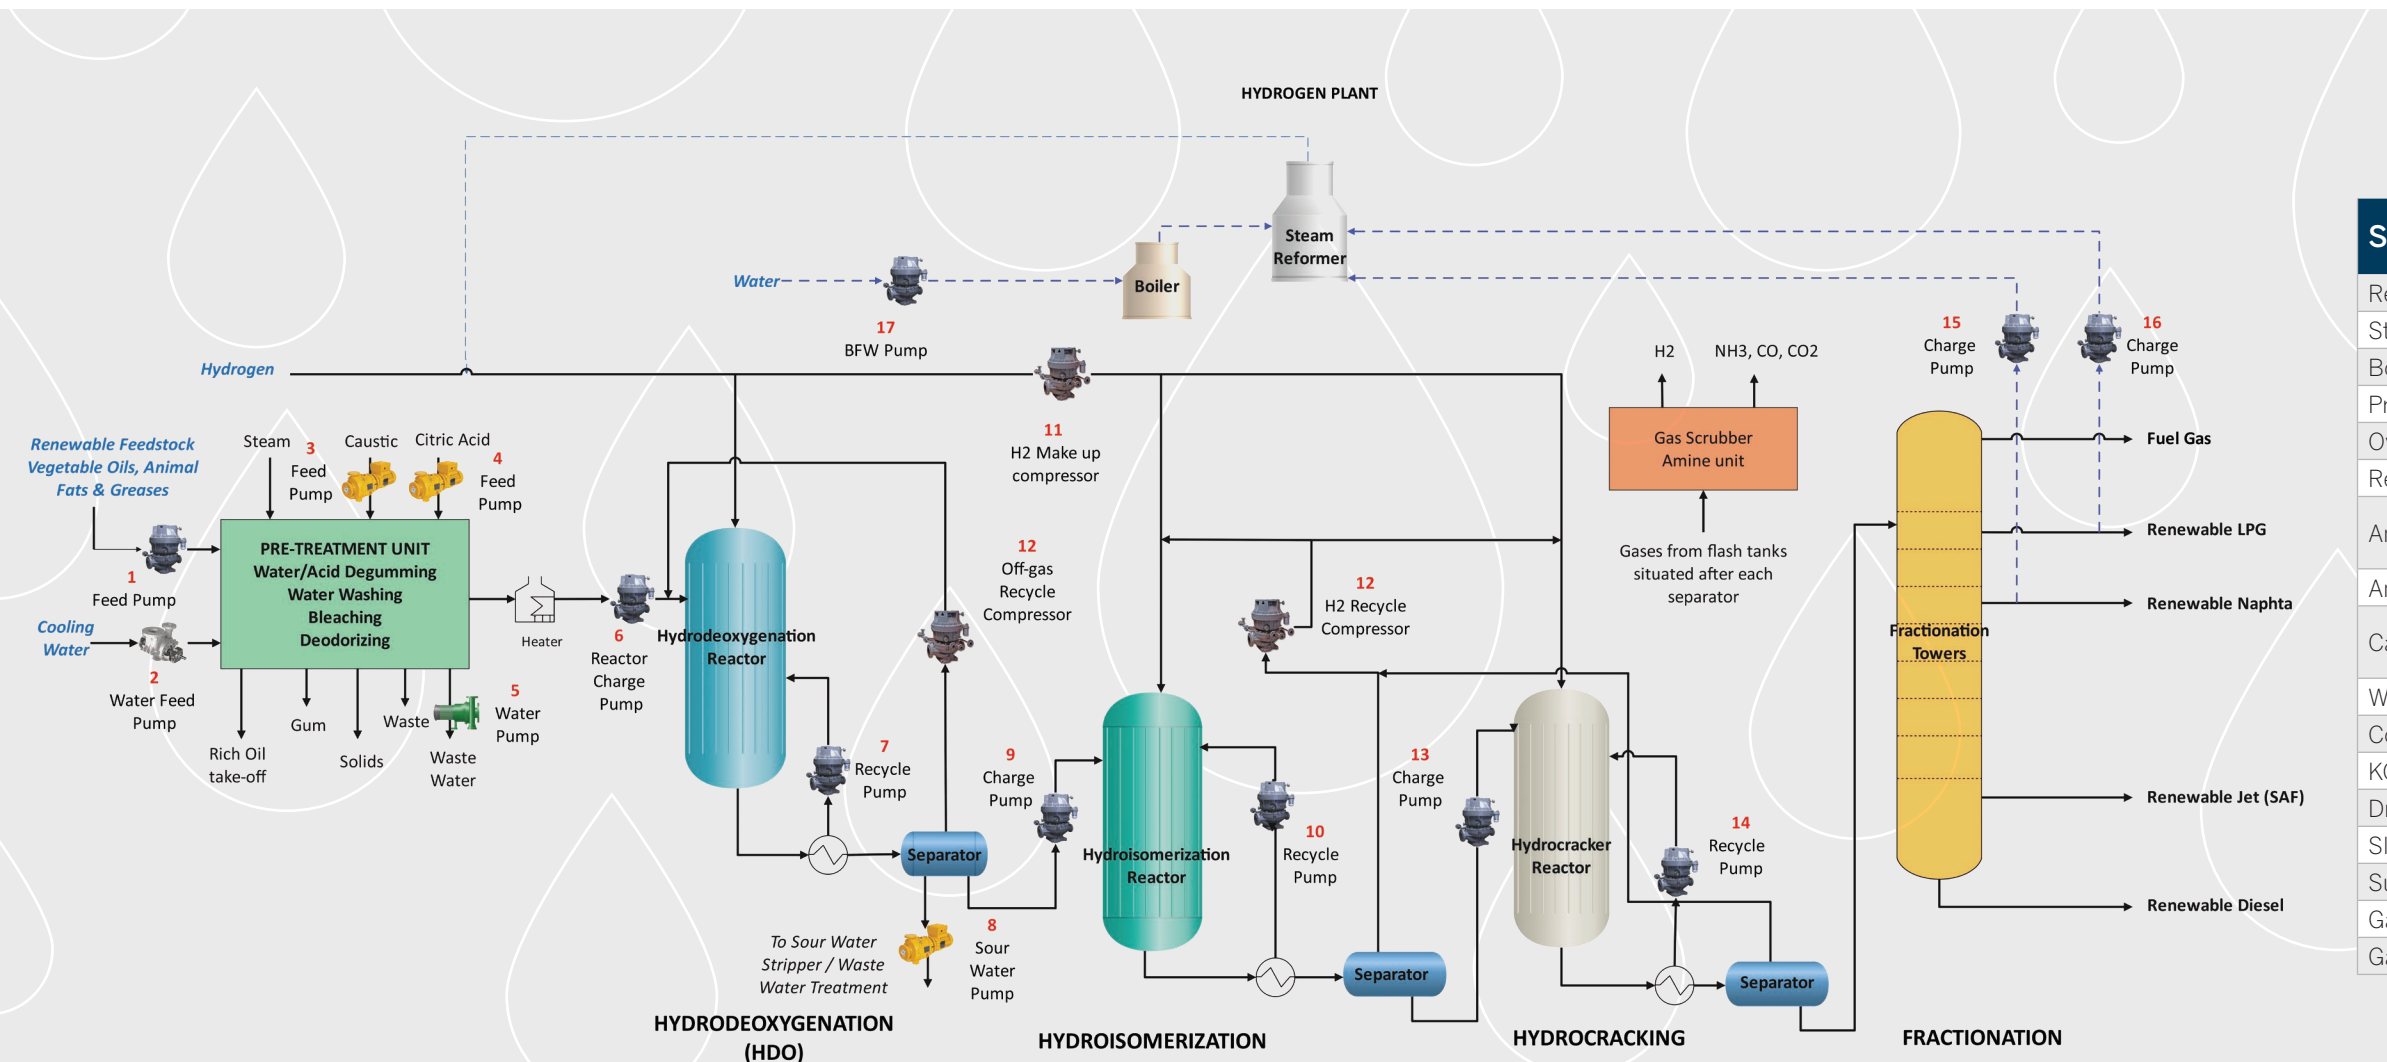 HYDROGEN PLANT
Steam
Reformer
Water
Boiler
17
BFW Pump
15
Charge
Pump
16
Charge
Pump
Hydrogen
H2
NH3, CO, CO2
11
H2 Make up
compressor
Renewable Feedstock
Vegetable Oils, Animal
Fats & Greases
Steam
3
Feed
Pump
Caustic
Citric Acid
4
Feed
Pump
Gas Scrubber
Amine unit
Fuel Gas
PRE-TREATMENT UNIT
Water/Acid Degumming
Water Washing
Bleaching
Deodorizing
1
Feed Pump
Cooling
Water
2
Water Feed
Pump
Heater
6
Reactor
Charge
Pump
Hydrodeoxygenation
Reactor
12
Off-gas
Recycle
Compressor
12
H2 Recycle
Compressor
Gases from flash tanks
situated after each
separator
Renewable LPG
Renewable Naphta
Fractionation
Towers
Rich Oil
take-off
Gum
Solids
Waste
Waste
Water
5
Water
Pump
7
Recycle
Pump
9
Charge
Pump
10
Recycle
Pump
13
Charge
Pump
14
Recycle
Pump
Renewable Jet (SAF)
Separator
Hydroisomerization
Reactor
Hydrocracker
Reactor
Renewable Diesel
To Sour Water
Stripper / Waste
Water Treatment
8
Sour
Water
Pump
Separator
Separator
HYDRODEOXYGENATION
(HDO)
HYDROISOMERIZATION
HYDROCRACKING
FRACTIONATION